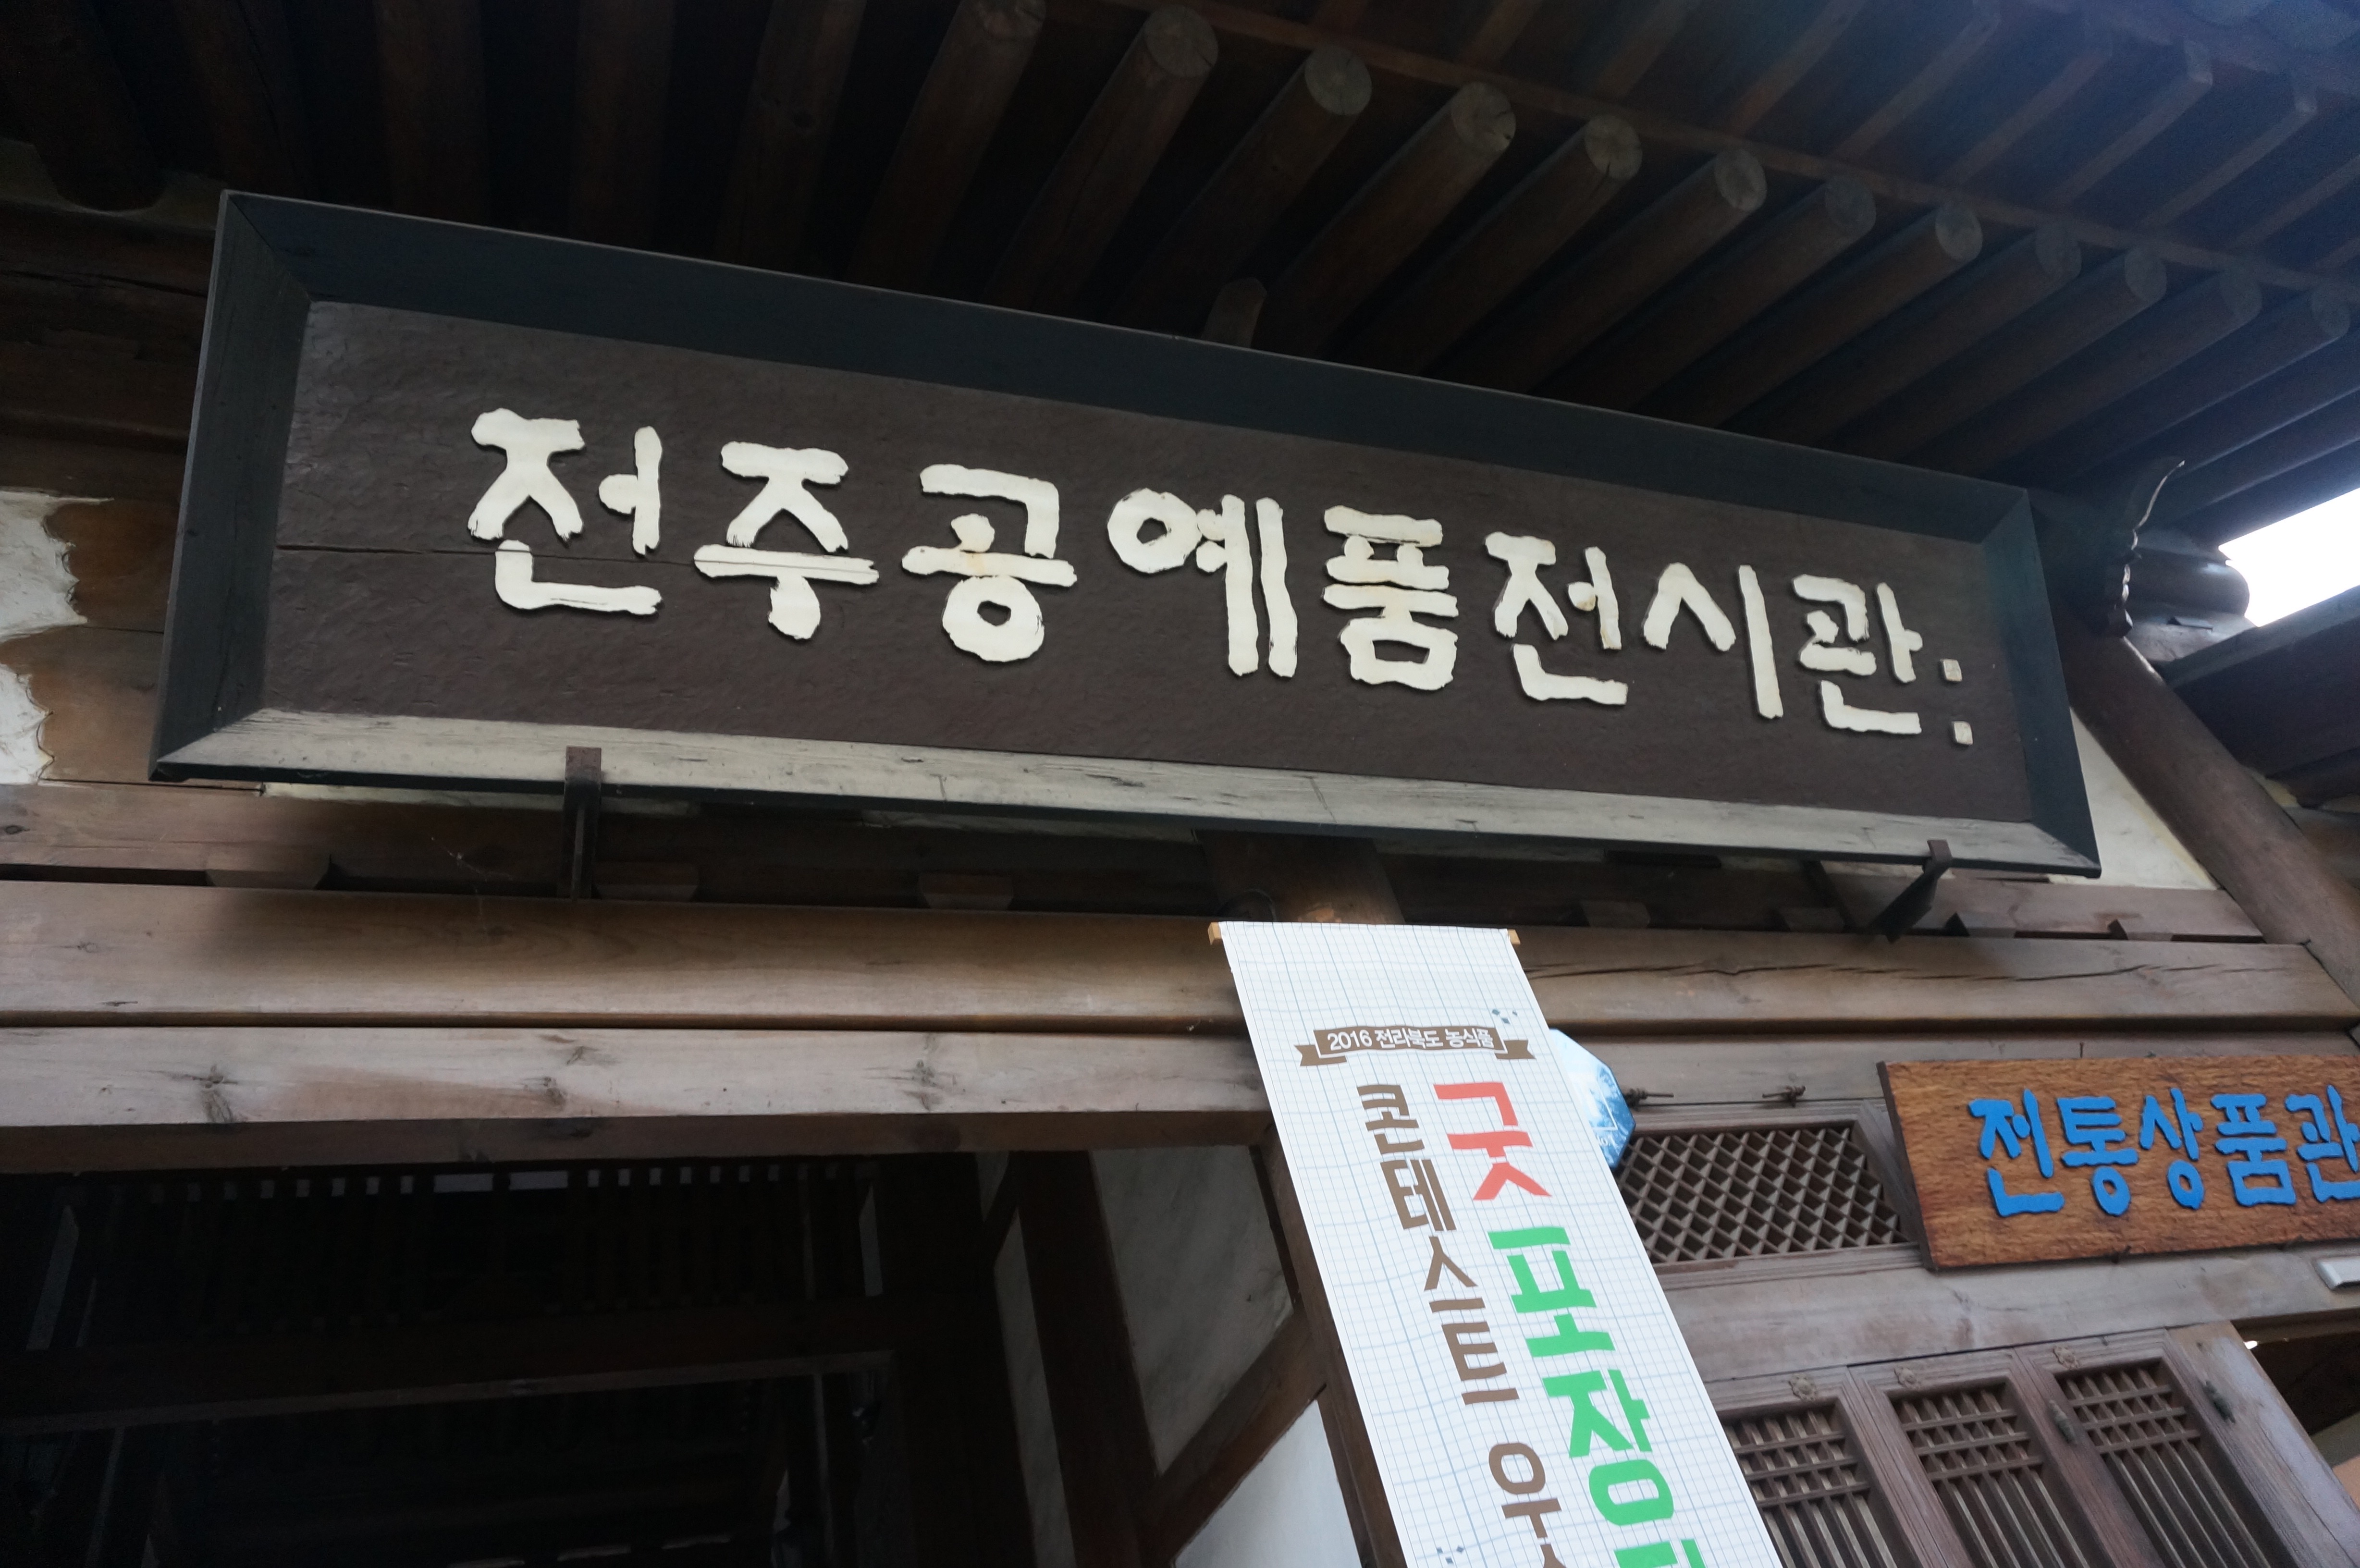 전주공예품전시관
2016 전라북도 농식품
굿 포장
콘테스트
전통상품관